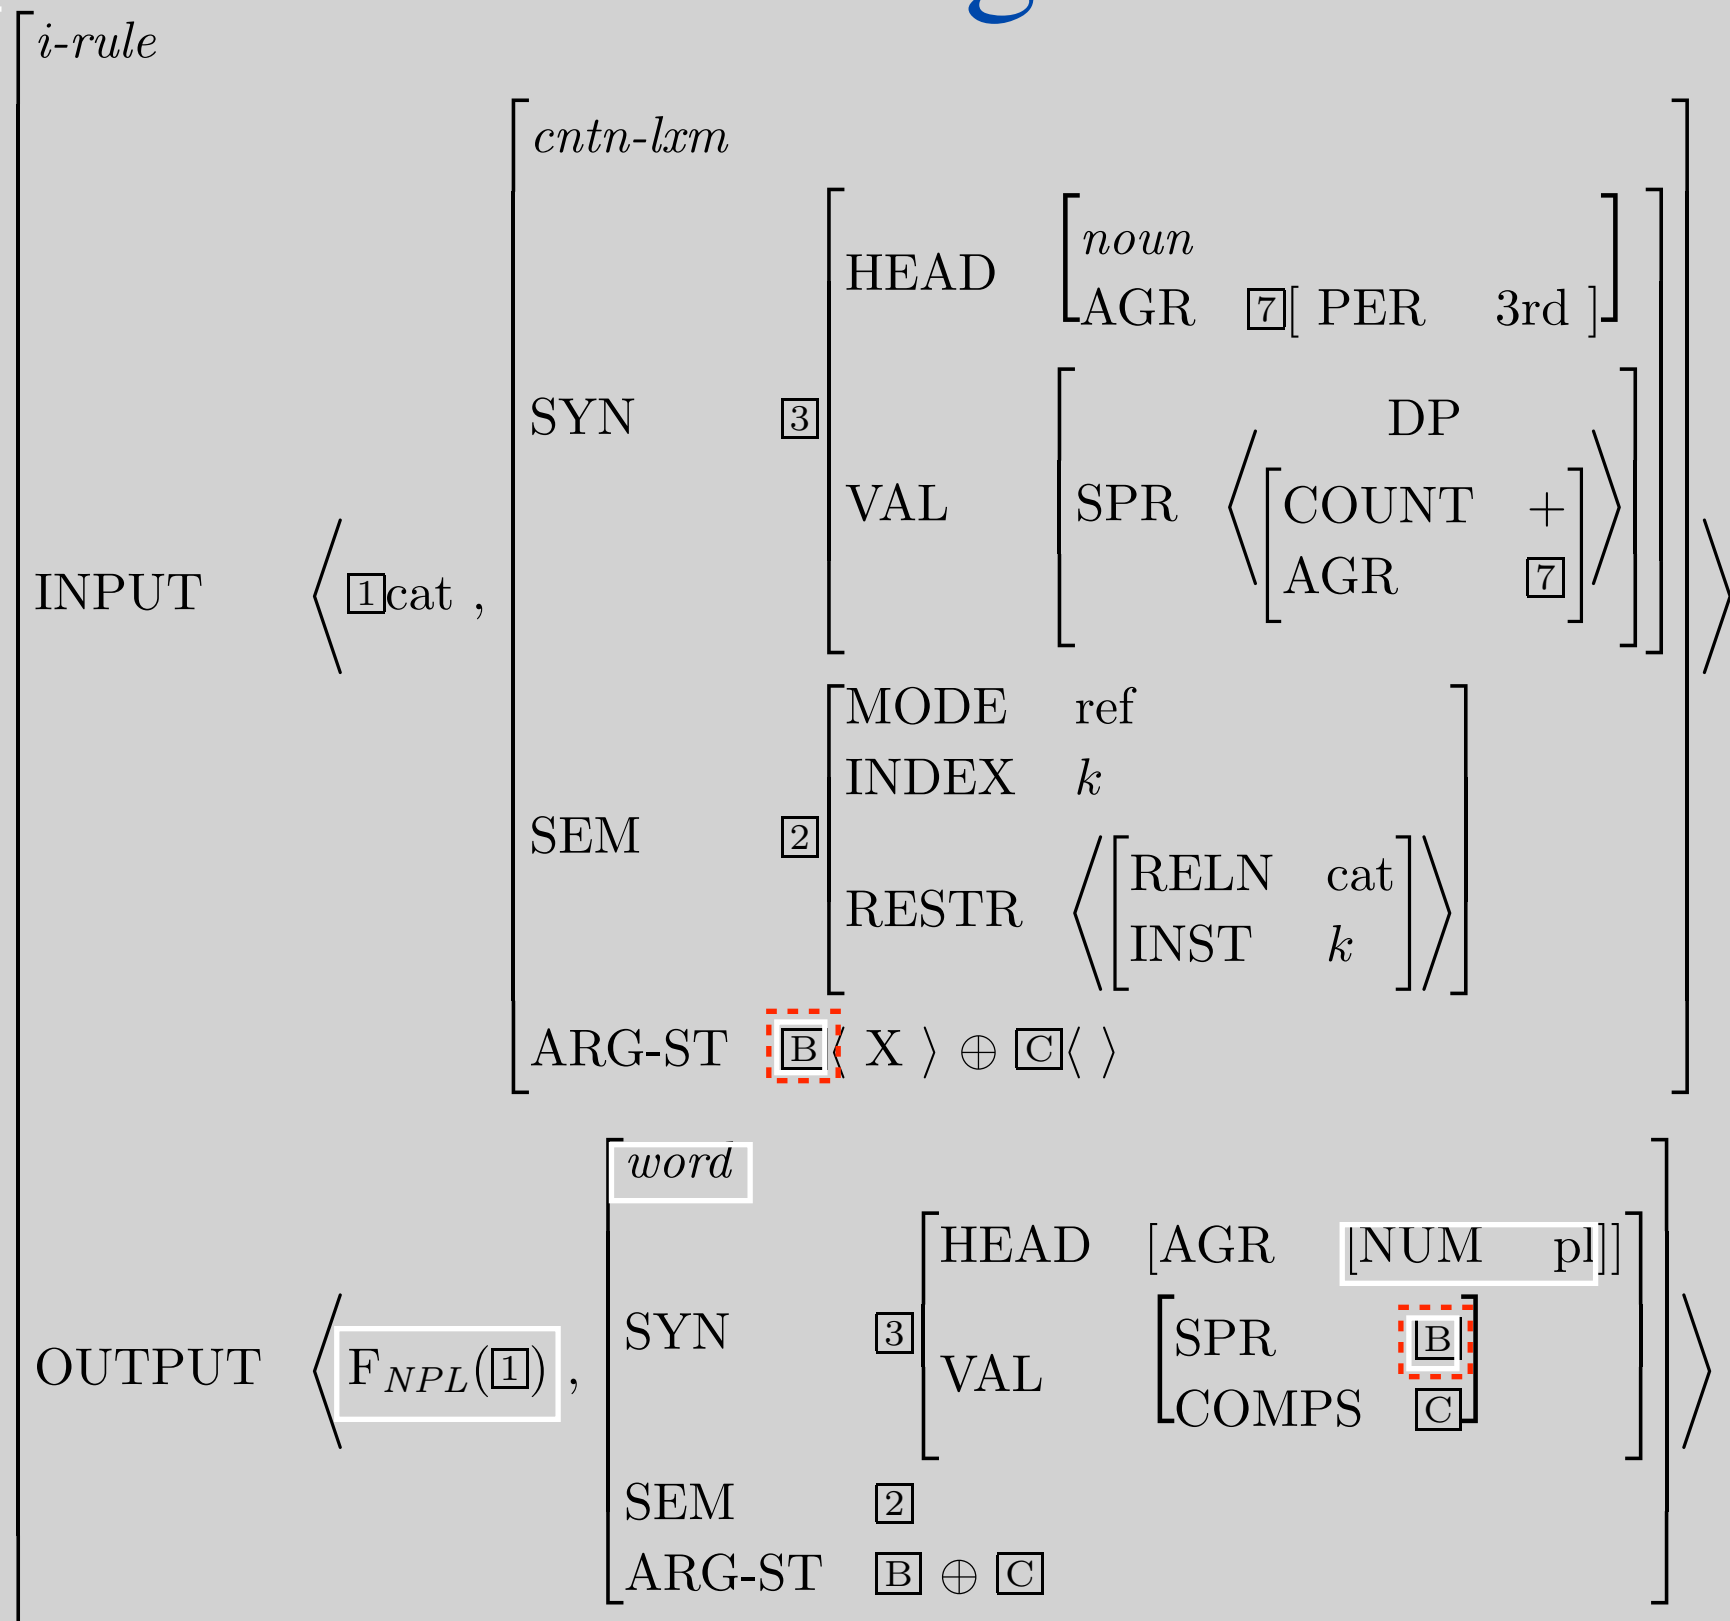 i-rule
cntn-lxm
noun
HEAD
AGR 7[ PER 3rd ]
SYN 3
DP
VAL SPR ⟨ COUNT +
AGR 7 ⟩
INPUT ⟨ 1cat ,
MODE ref
INDEX k
SEM 2
RELN cat
RESTR ⟨
INST k ⟩
ARG-ST B⟨ X ⟩ ⊕ C⟨ ⟩
word
HEAD [AGR [NUM pl]]
SYN 3
SPR B
VAL
COMPS C
OUTPUT ⟨ F_NPL(1) ,
SEM 2
ARG-ST B ⊕ C